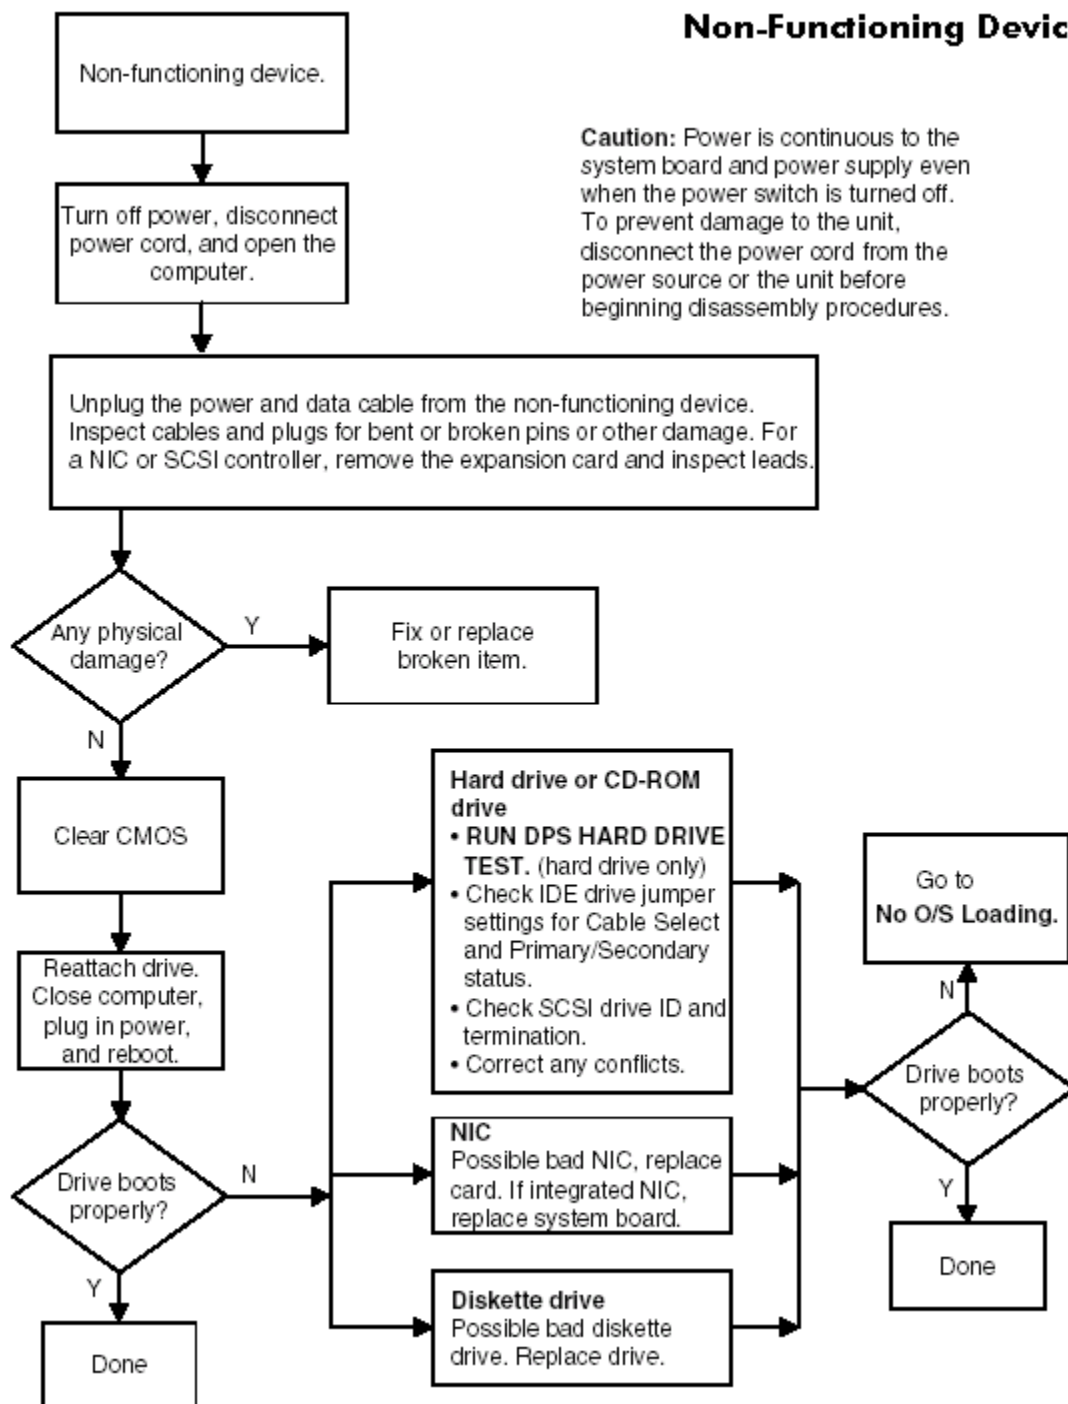 Non-Functioning Devic
Non-functioning device.
Caution: Power is continuous to the
system board and power supply even
when the power switch is turned off.
To prevent damage to the unit,
disconnect the power cord from the
power source or the unit before
beginning disassembly procedures.
Turn off power, disconnect
power cord, and open the
computer.
Unplug the power and data cable from the non-functioning device.
Inspect cables and plugs for bent or broken pins or other damage. For
a NIC or SCSI controller, remove the expansion card and inspect leads.
Any physical
damage?
Y
Fix or replace
broken item.
N
Clear CMOS
Reattach drive.
Close computer,
plug in power,
and reboot.
Drive boots
properly?
N
Y
Done
Hard drive or CD-ROM
drive
• RUN DPS HARD DRIVE
TEST. (hard drive only)
• Check IDE drive jumper
settings for Cable Select
and Primary/Secondary
status.
• Check SCSI drive ID and
termination.
• Correct any conflicts.
NIC
Possible bad NIC, replace
card. If integrated NIC,
replace system board.
Diskette drive
Possible bad diskette
drive. Replace drive.
Go to
No O/S Loading.
N
Drive boots
properly?
Y
Done